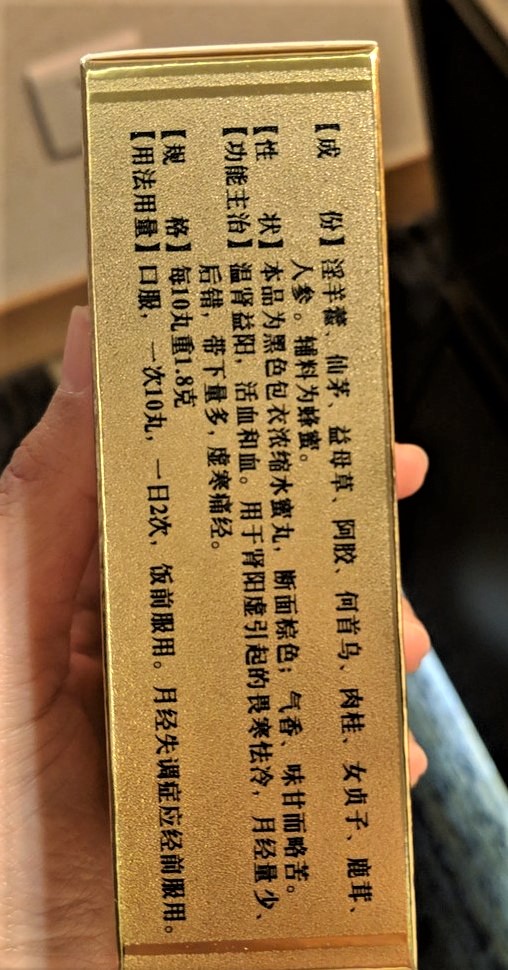 【成　　份】淫羊藿、仙茅、益母草、阿胶、何首乌、肉桂、女贞子、鹿茸、
人参。辅料为蜂蜜。
【性　　状】本品为黑色包衣浓缩水蜜丸，断面棕色；气香、味甘而略苦。
【功能主治】温肾益阳，活血和血。用于肾阳虚引起的畏寒怯冷，月经量少、
后错，带下量多，虚寒痛经。
【规　　格】每10丸重1.8克
【用法用量】口服，一次10丸，一日2次，饭前服用。月经失调症应经前服用。